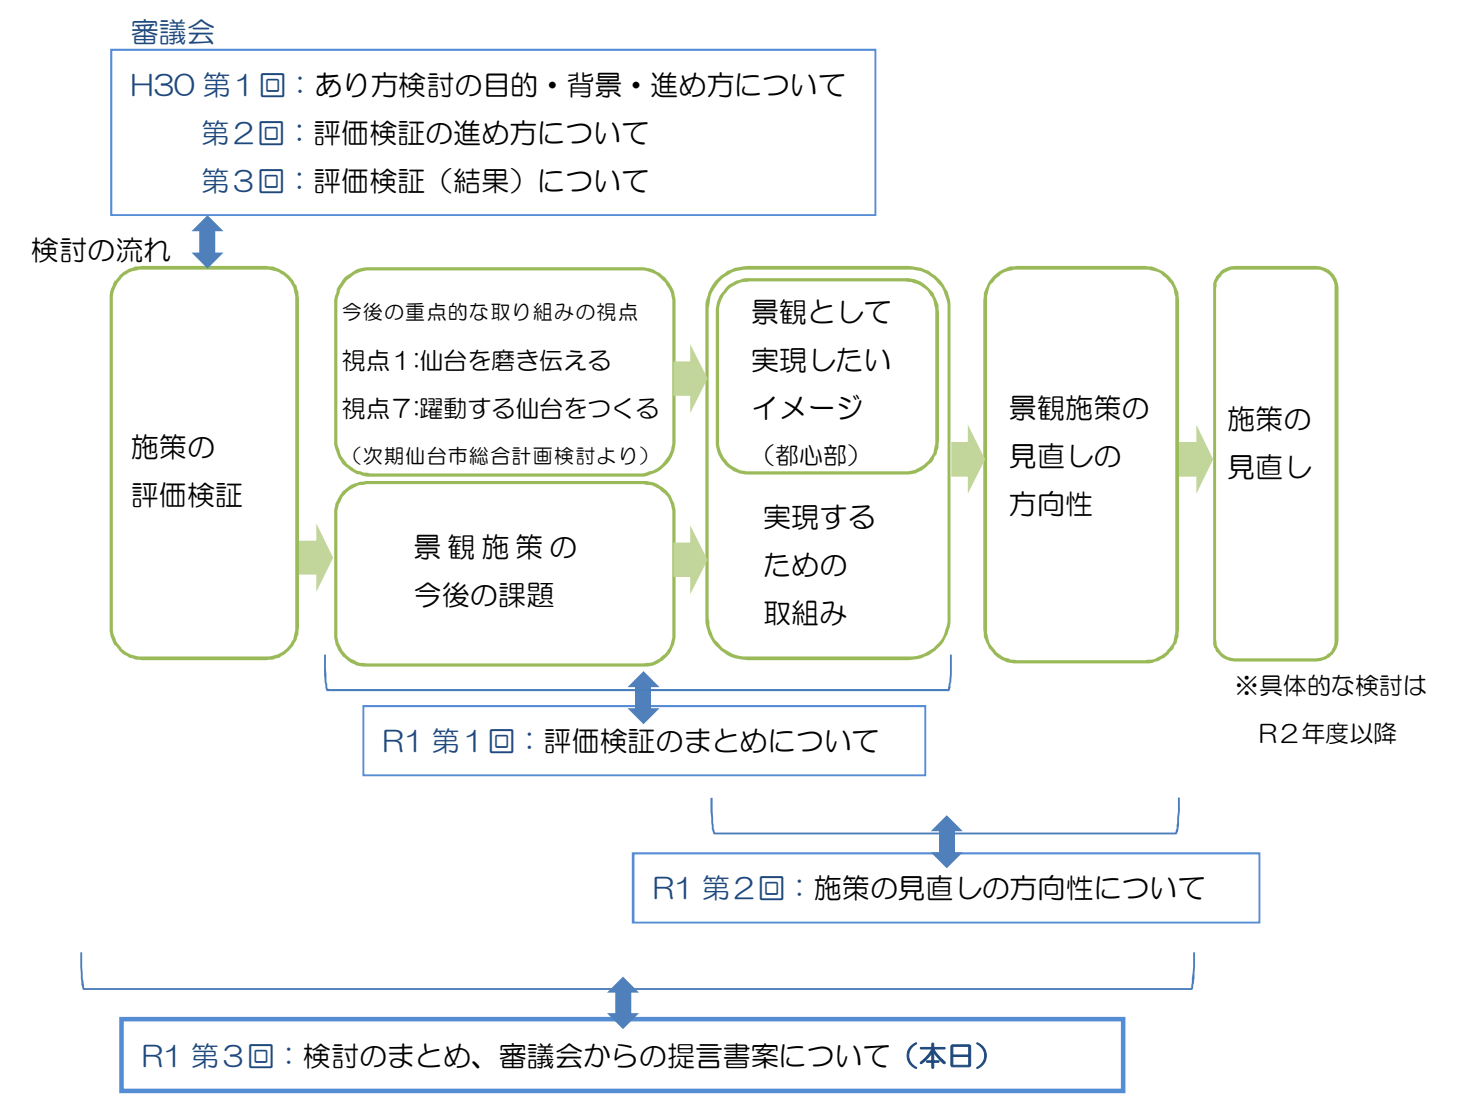 審議会
H30 第１回：あり方検討の目的・背景・進め方について
第２回：評価検証の進め方について
第３回：評価検証（結果）について
検討の流れ
施策の
評価検証
今後の重点的な取り組みの視点
視点１:仙台を磨き伝える
視点７:躍動する仙台をつくる
（次期仙台市総合計画検討より）
景観施策の
今後の課題
景観として
実現したい
イメージ
（都心部）
実現する
ための
取組み
景観施策の
見直しの
方向性
施策の
見直し
※具体的な検討は
R２年度以降
R1 第１回：評価検証のまとめについて
R1 第２回：施策の見直しの方向性について
R1 第３回：検討のまとめ、審議会からの提言書案について（本日）